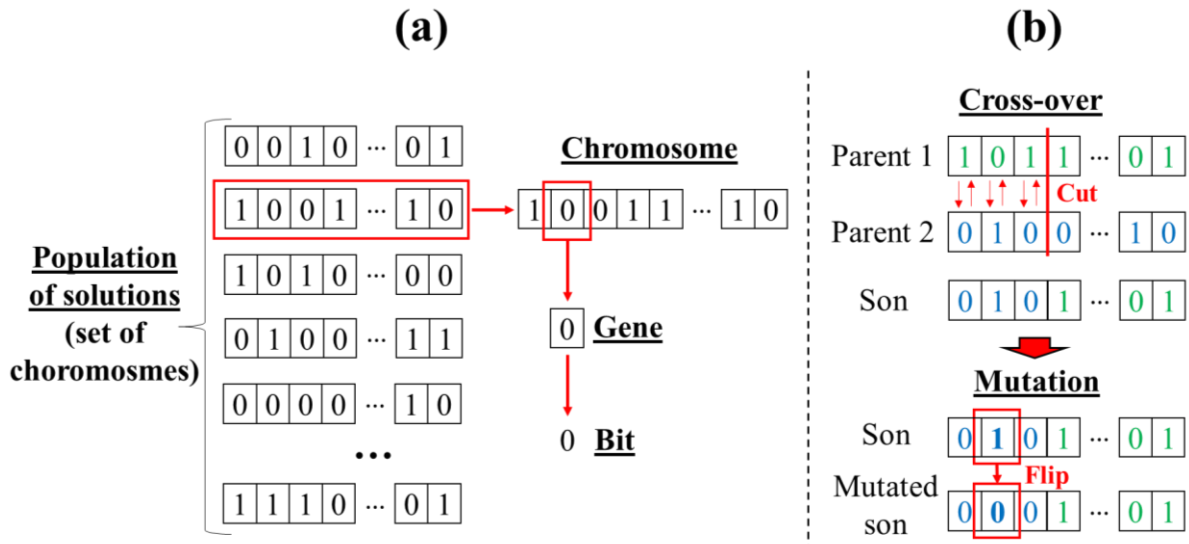 (a)
Population
of solutions
(set of
choromosmes)
0 0 1 0 ... 0 1
1 0 0 1 ... 1 0
1 0 1 0 ... 0 0
0 1 0 0 ... 1 1
0 0 0 0 ... 1 0
...
1 1 1 0 ... 0 1
Chromosome
1 0 0 1 1 ... 1 0
0 Gene
0 Bit
(b)
Cross-over
Parent 1 1 0 1 1 ... 0 1
Cut
Parent 2 0 1 0 0 ... 1 0
Son 0 1 0 1 ... 0 1
Mutation
Son 0 1 0 1 ... 0 1
Flip
Mutated
son 0 0 0 1 ... 0 1